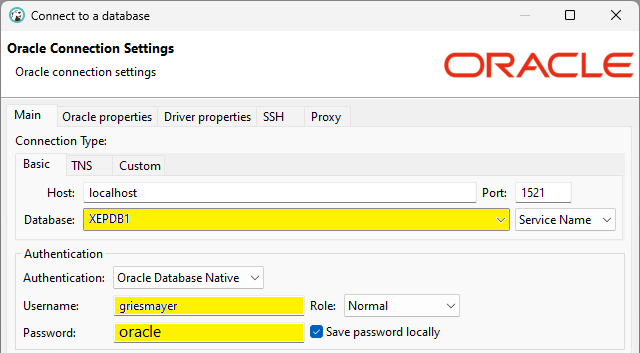 Connect to a database
Oracle Connection Settings
Oracle connection settings
ORACLE
Main Oracle properties Driver properties SSH Proxy
Connection Type:
Basic TNS Custom
Host: localhost Port: 1521
Database: XEPDB1 Service Name
Authentication
Authentication: Oracle Database Native
Username: griesmayer Role: Normal
Password: oracle Save password locally